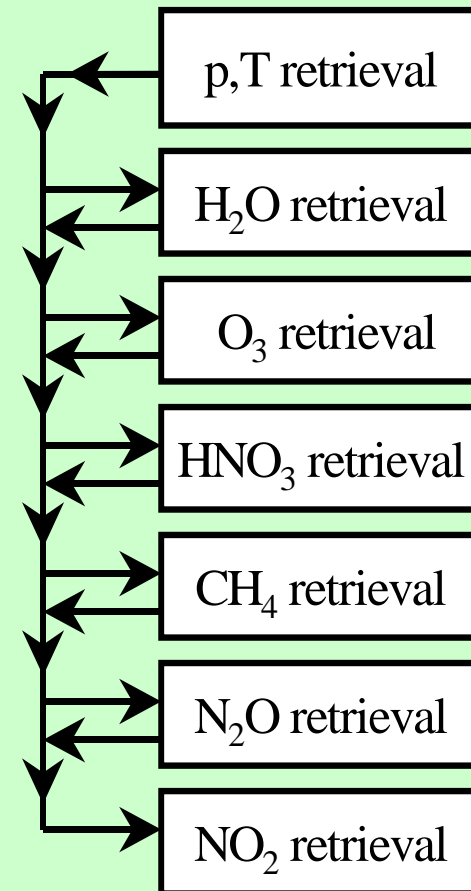 p,T retrieval
H₂O retrieval
O₃ retrieval
HNO₃ retrieval
CH₄ retrieval
N₂O retrieval
NO₂ retrieval